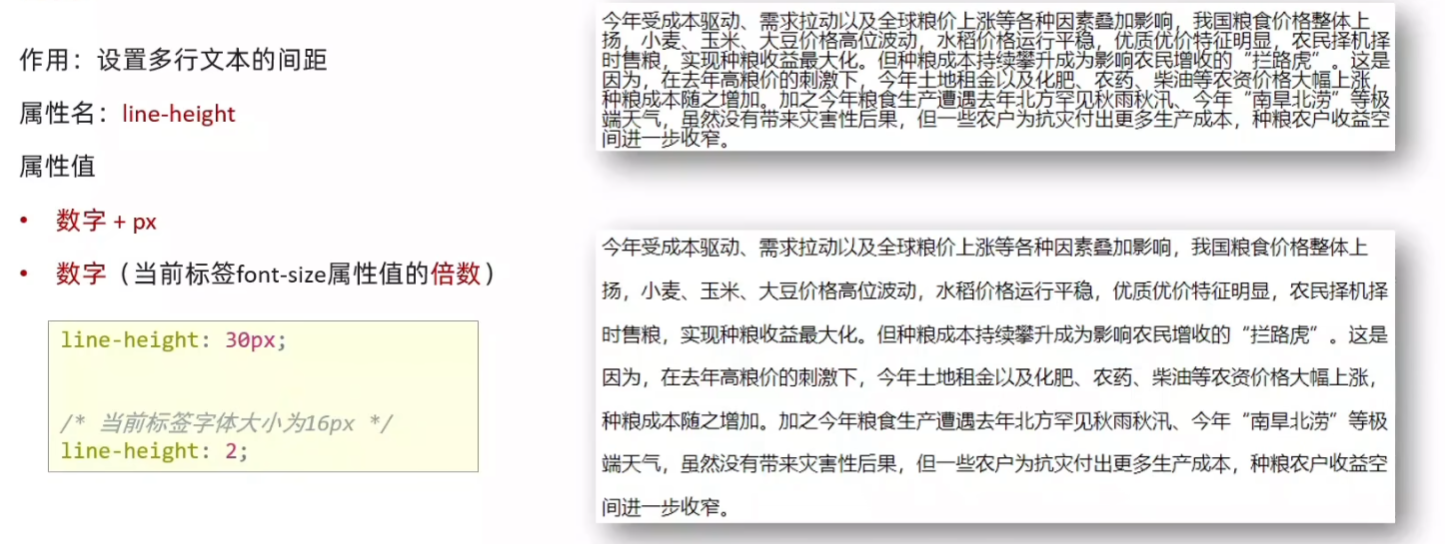 作用：设置多行文本的间距
属性名：line-height
属性值
• 数字 + px
• 数字（当前标签font-size属性值的倍数）
line-height: 30px;
/* 当前标签字体大小为16px */
line-height: 2;
今年受成本驱动、需求拉动以及全球粮价上涨等各种因素叠加影响，我国粮食价格整体上
扬，小麦、玉米、大豆价格高位波动，水稻价格运行平稳，优质优价特征明显，农民择机择
时售粮，实现种粮收益最大化。但种粮成本持续攀升成为影响农民增收的“拦路虎”。这是
因为，在去年高粮价的刺激下，今年土地租金以及化肥、农药、柴油等农资价格大幅上涨，
种粮成本随之增加。加之今年粮食生产遭遇去年北方罕见秋雨秋汛、今年“南旱北涝”等极
端天气，虽然没有带来灾害性后果，但一些农户为抗灾付出更多生产成本，种粮农户收益空
间进一步收窄。
今年受成本驱动、需求拉动以及全球粮价上涨等各种因素叠加影响，我国粮食价格整体上
扬，小麦、玉米、大豆价格高位波动，水稻价格运行平稳，优质优价特征明显，农民择机择
时售粮，实现种粮收益最大化。但种粮成本持续攀升成为影响农民增收的“拦路虎”。这是
因为，在去年高粮价的刺激下，今年土地租金以及化肥、农药、柴油等农资价格大幅上涨，
种粮成本随之增加。加之今年粮食生产遭遇去年北方罕见秋雨秋汛、今年“南旱北涝”等极
端天气，虽然没有带来灾害性后果，但一些农户为抗灾付出更多生产成本，种粮农户收益空
间进一步收窄。